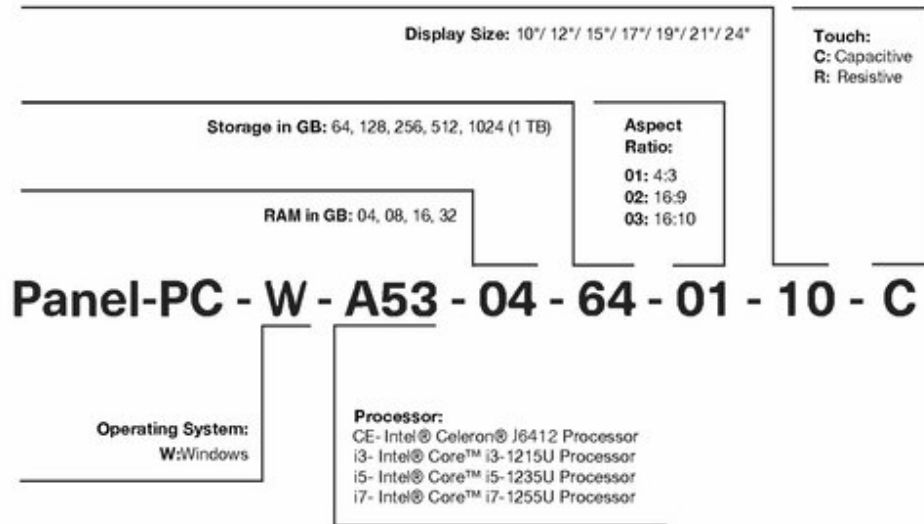 Display Size: 10"/ 12"/ 15"/ 17"/ 19"/ 21"/ 24"
Touch:
C: Capacitive
R: Resistive
Storage in GB: 64, 128, 256, 512, 1024 (1 TB)
Aspect
Ratio:
01: 4:3
02: 16:9
03: 16:10
RAM in GB: 04, 08, 16, 32
Panel-PC - W - A53 - 04 - 64 - 01 - 10 - C
Operating System:
W:Windows
Processor:
CE- Intel® Celeron® J6412 Processor
i3- Intel® Core™ i3-1215U Processor
i5- Intel® Core™ i5-1235U Processor
i7- Intel® Core™ i7-1255U Processor